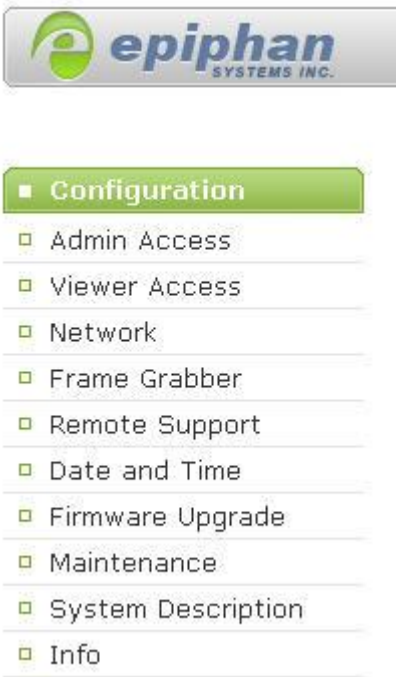 epiphan
SYSTEMS INC.
Configuration
Admin Access
Viewer Access
Network
Frame Grabber
Remote Support
Date and Time
Firmware Upgrade
Maintenance
System Description
Info